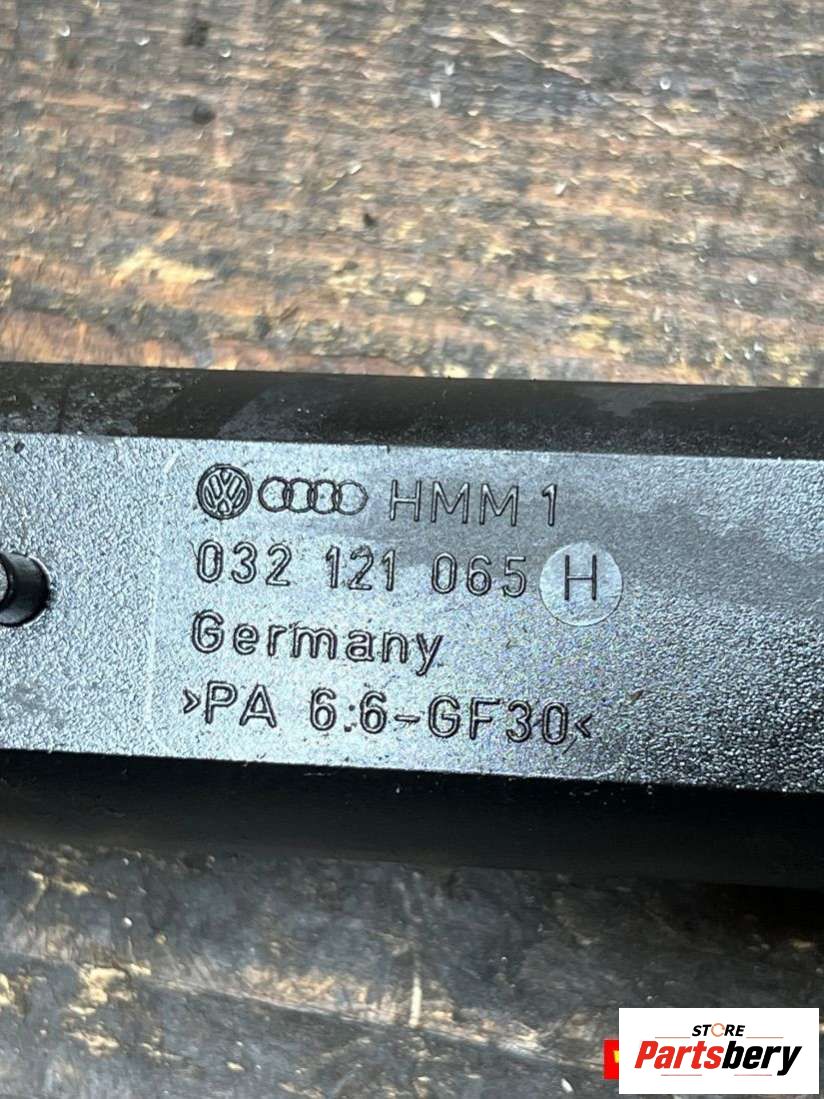 HMM 1
032 121 065 H
Germany
>PA 6.6-GF30<
STORE
Partsbery